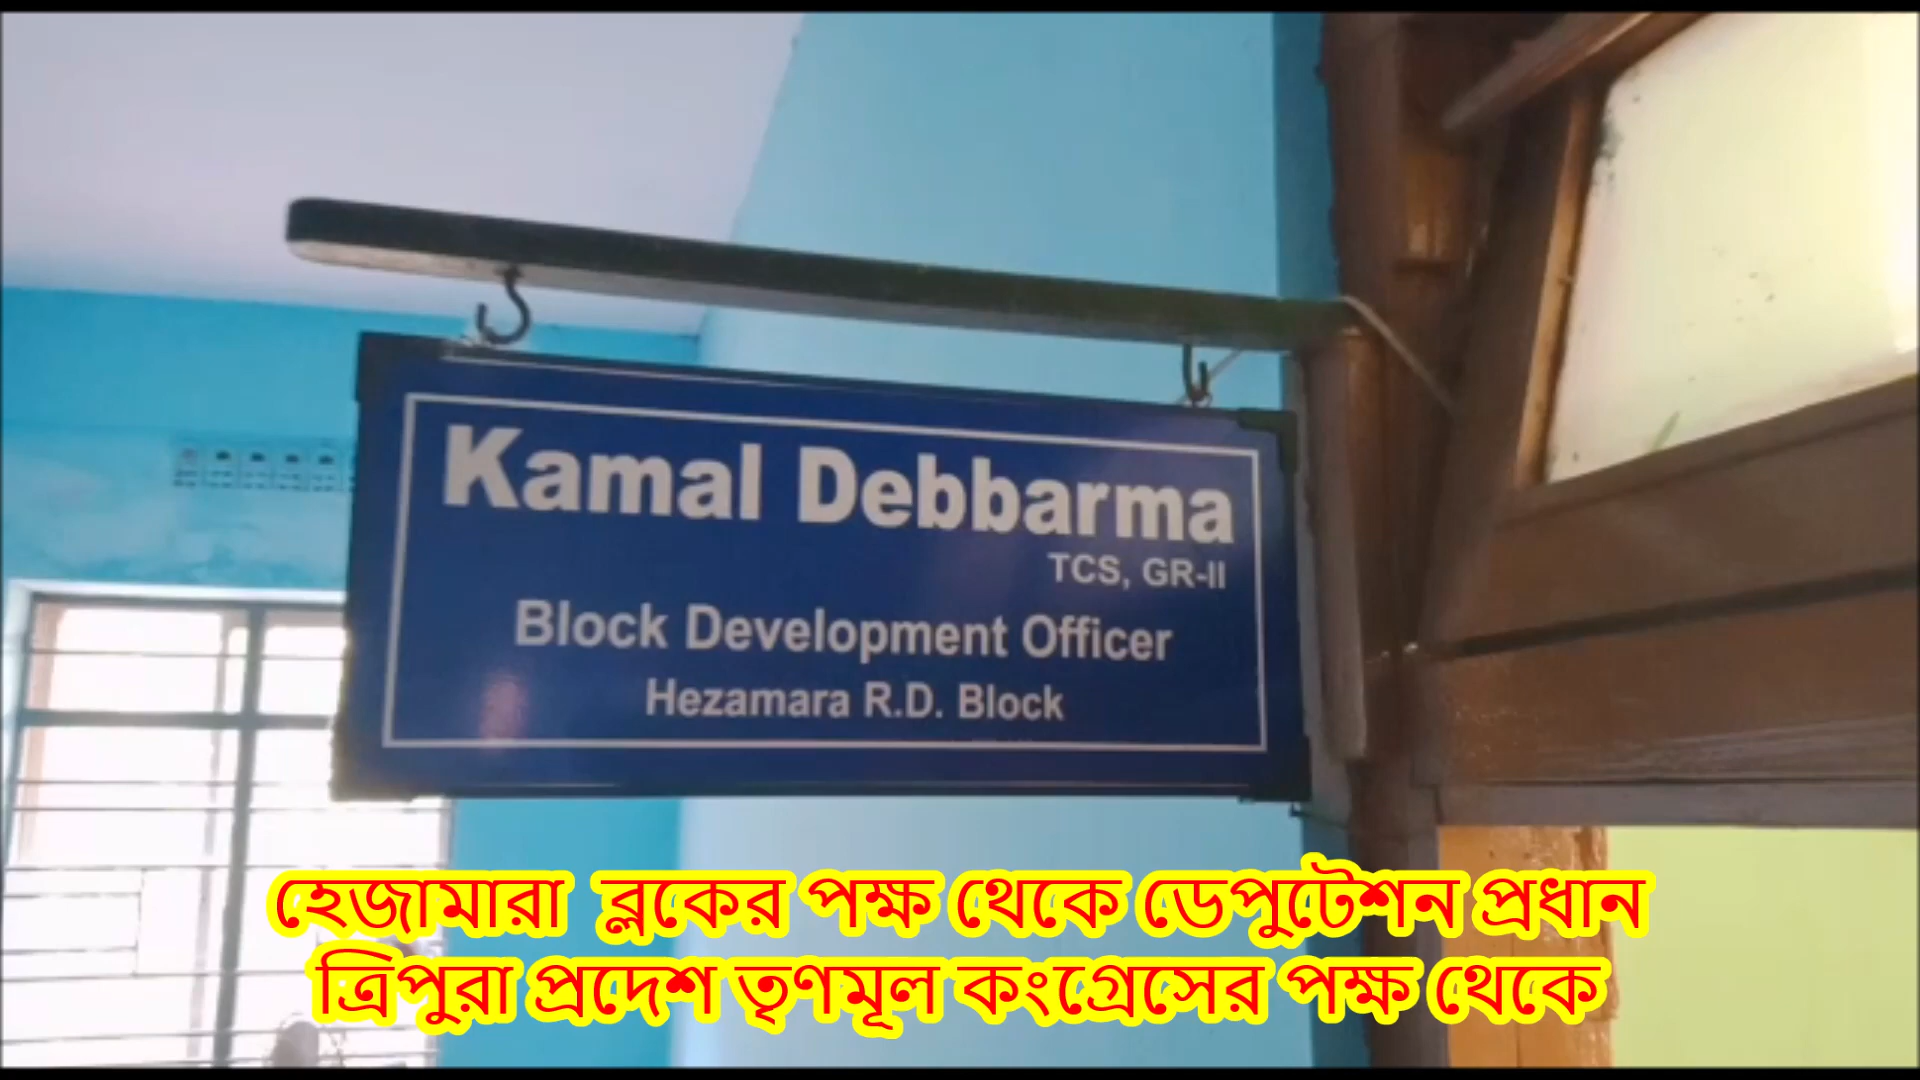 Kamal Debbarma
TCS, GR-II
Block Development Officer
Hezamara R.D. Block
হেজামারা ব্লকের পক্ষ থেকে ডেপুটেশন প্রধান
ত্রিপুরা প্রদেশ তৃণমূল কংগ্রেসের পক্ষ থেকে